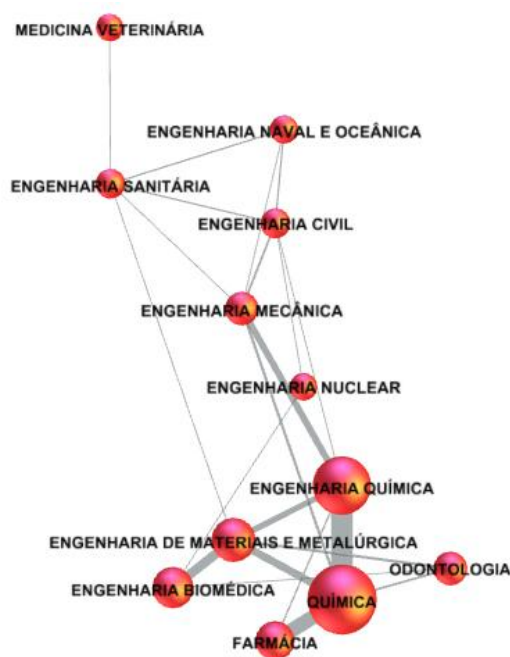 MEDICINA VETERINÁRIA
ENGENHARIA NAVAL E OCEÂNICA
ENGENHARIA SANITÁRIA
ENGENHARIA CIVIL
ENGENHARIA MECÂNICA
ENGENHARIA NUCLEAR
ENGENHARIA QUÍMICA
ENGENHARIA DE MATERIAIS E METALÚRGICA
ODONTOLOGIA
ENGENHARIA BIOMÉDICA
QUÍMICA
FARMÁCIA